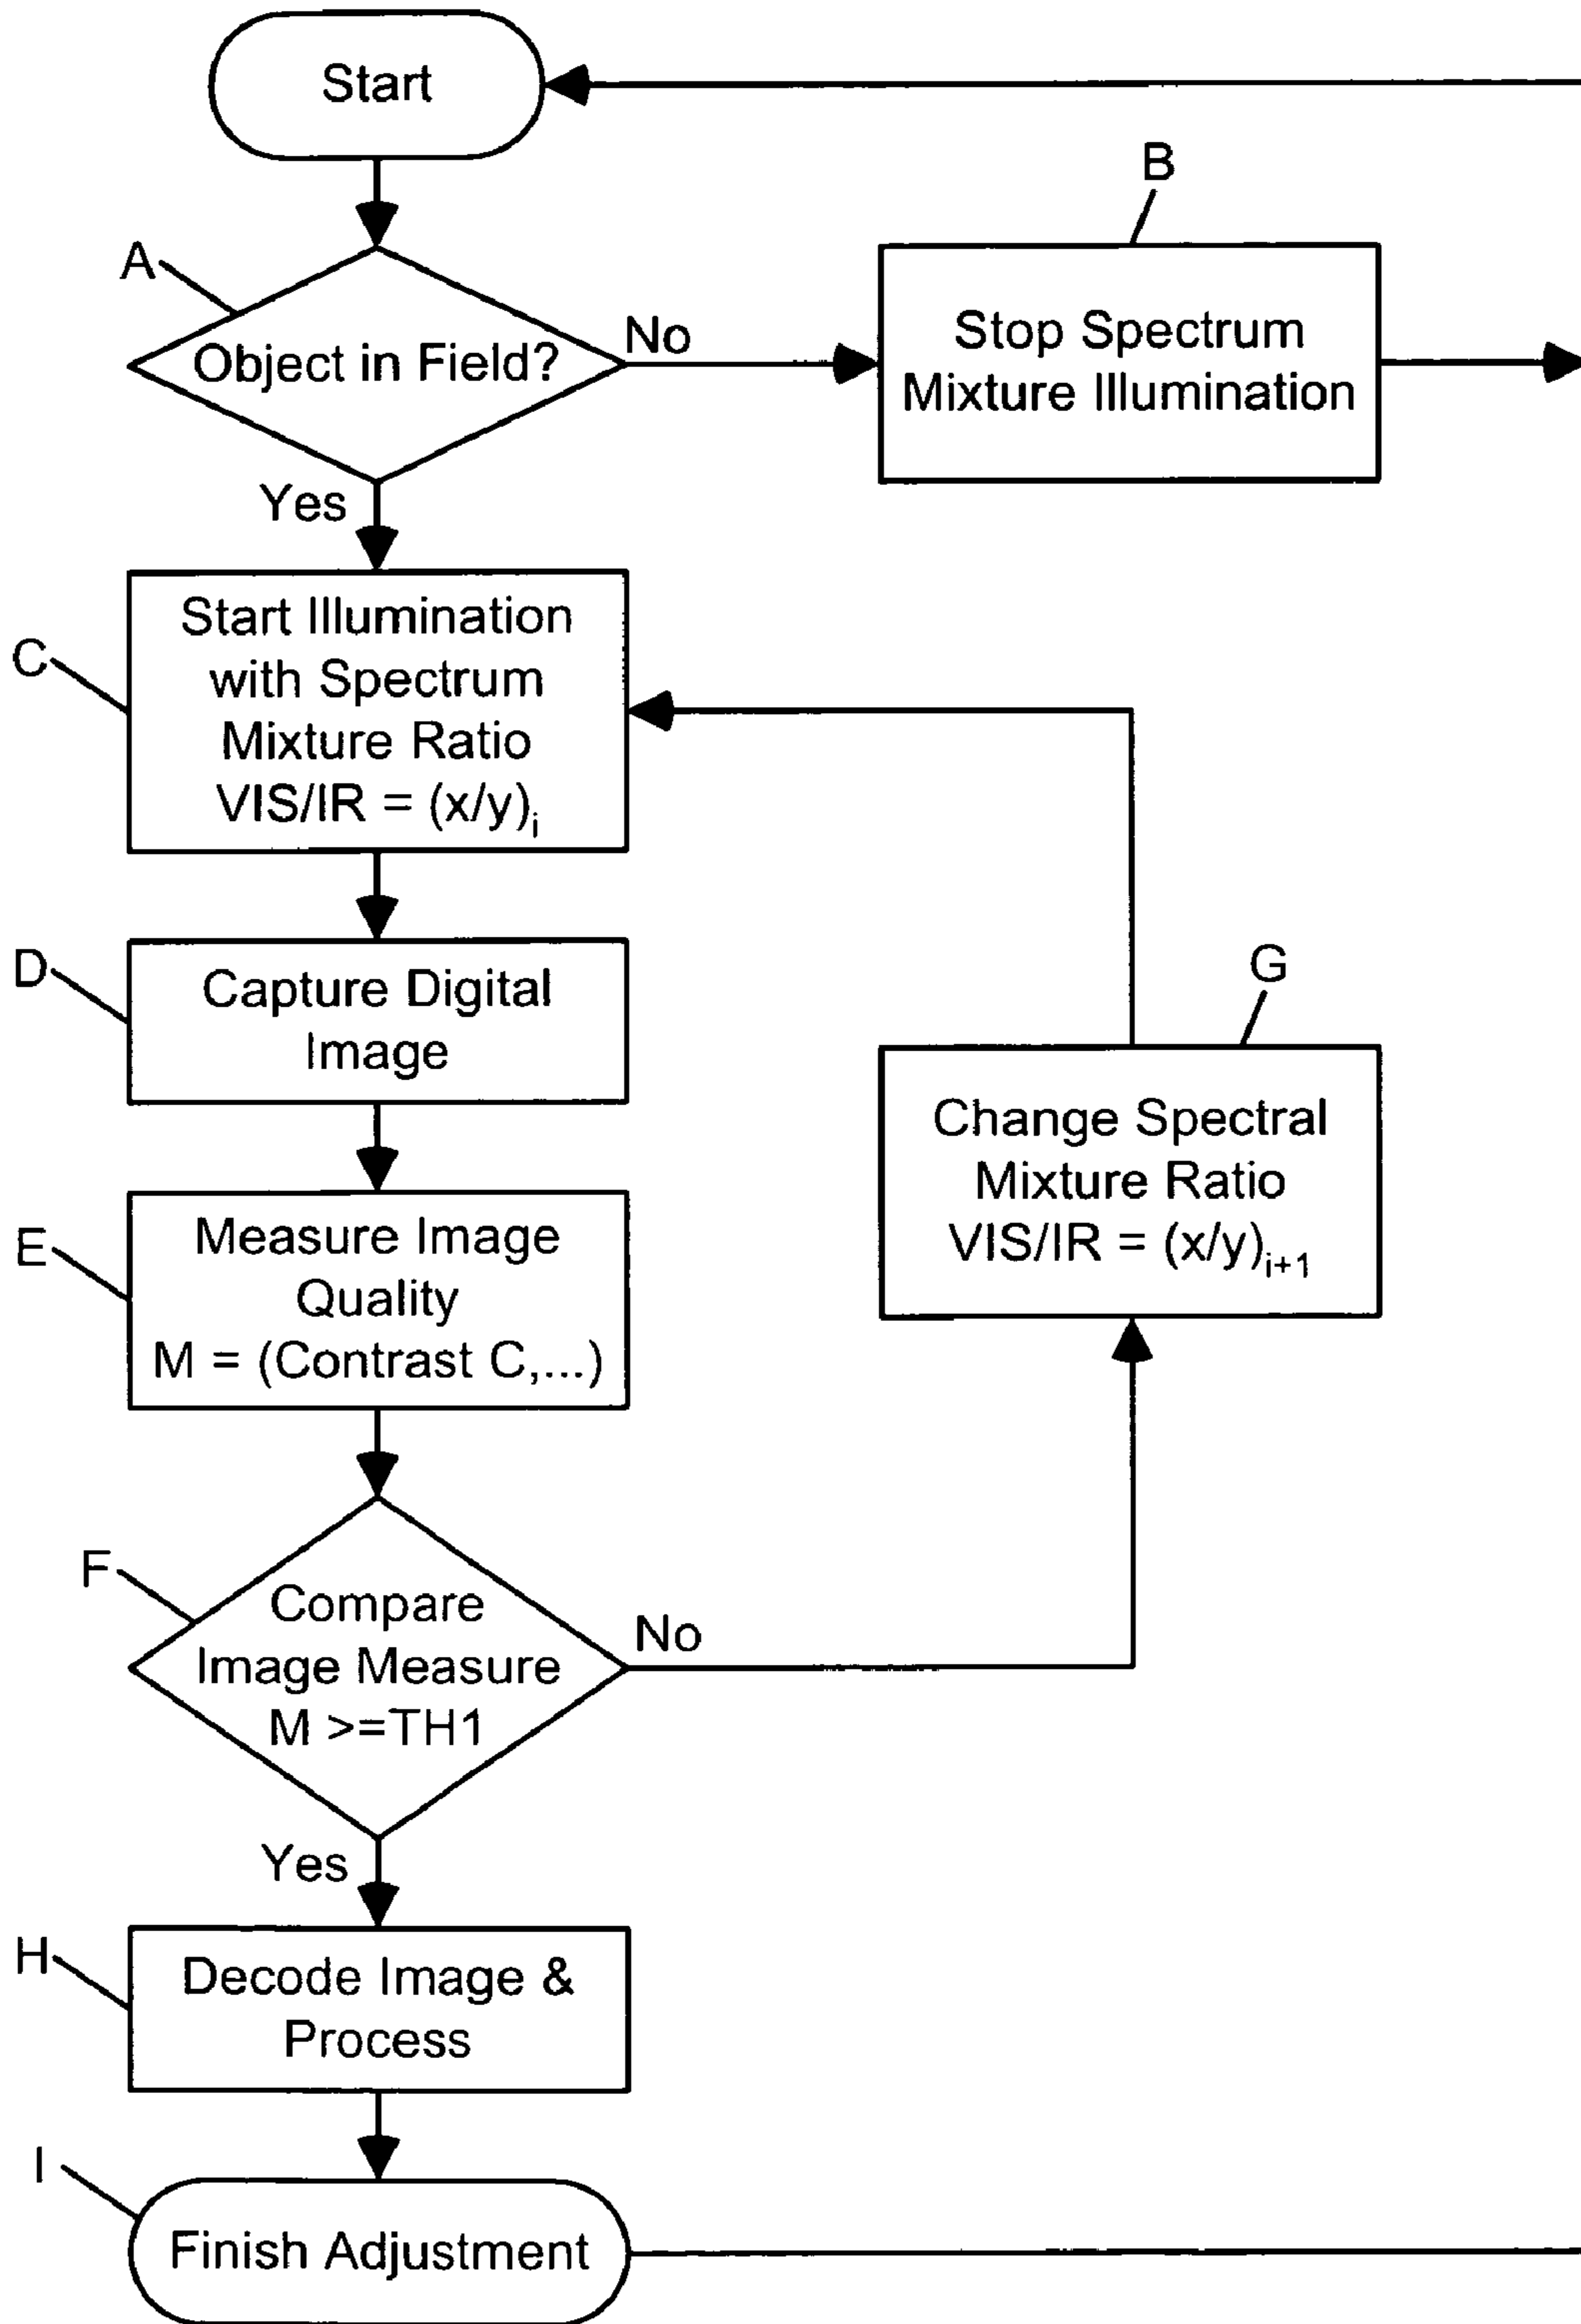 Start
B
A
Object in Field?
No
Stop Spectrum
Mixture Illumination
Yes
C
Start Illumination
with Spectrum
Mixture Ratio
VIS/IR = (x/y)i
D
Capture Digital
Image
G
Change Spectral
Mixture Ratio
VIS/IR = (x/y)i+1
E
Measure Image
Quality
M = (Contrast C,...)
F
Compare
Image Measure
M >=TH1
No
Yes
H
Decode Image &
Process
I
Finish Adjustment